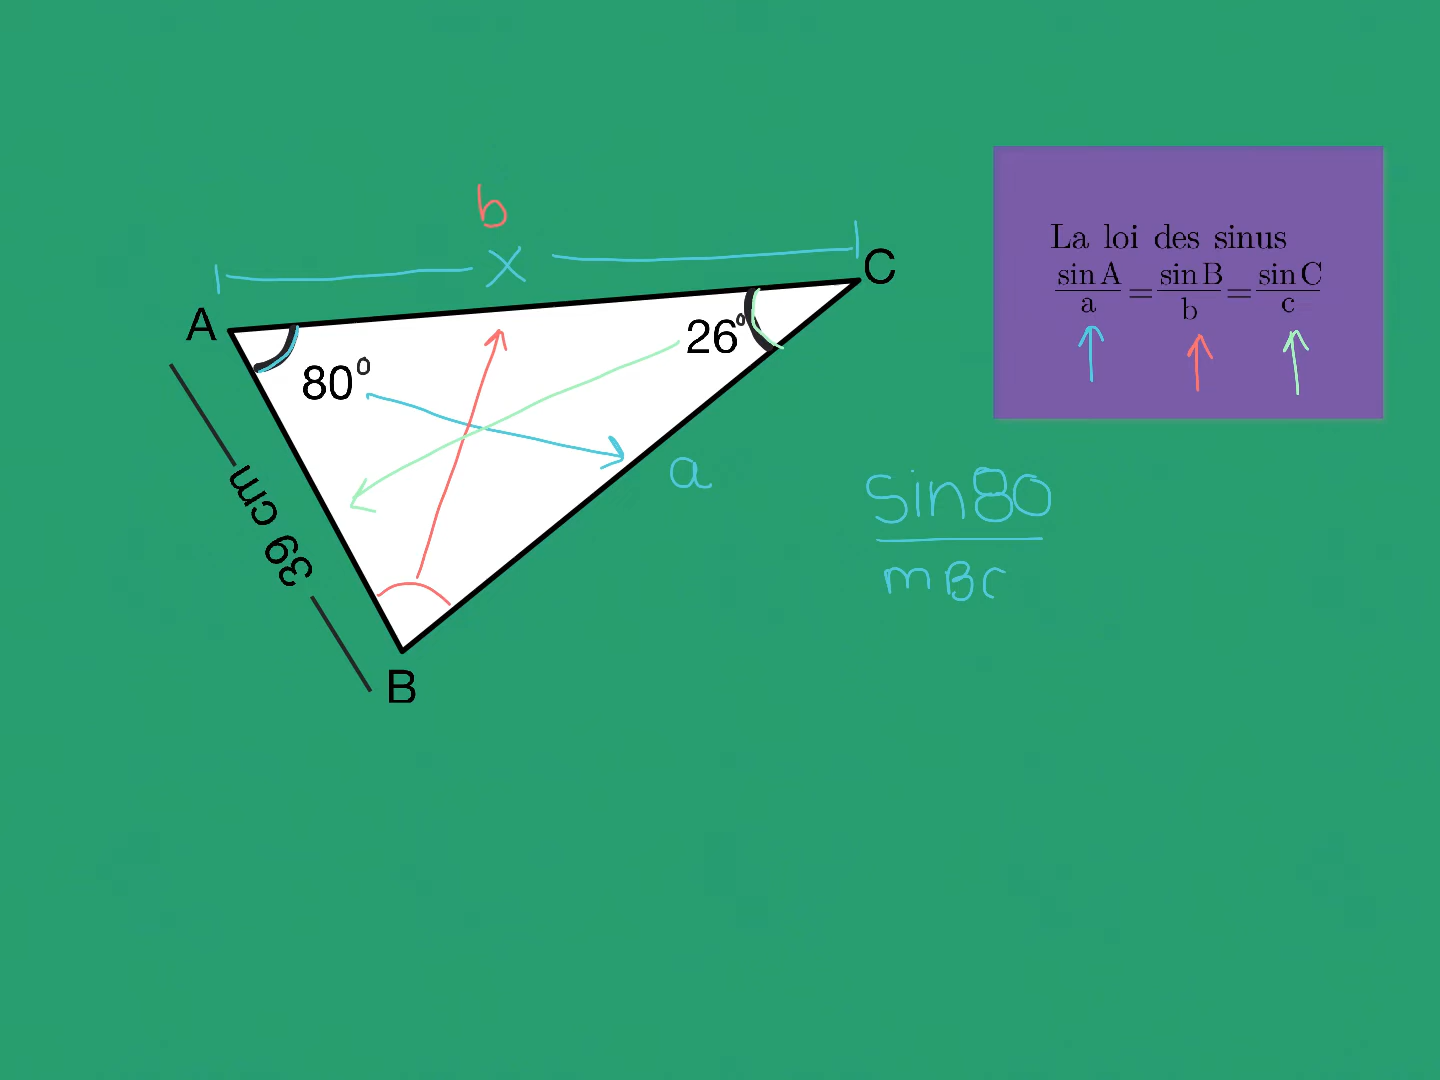 b
x
C
A
26°
80°
39 cm
a
B
La loi des sinus
sin A/a = sin B/b = sin C/c
Sin80
mBC